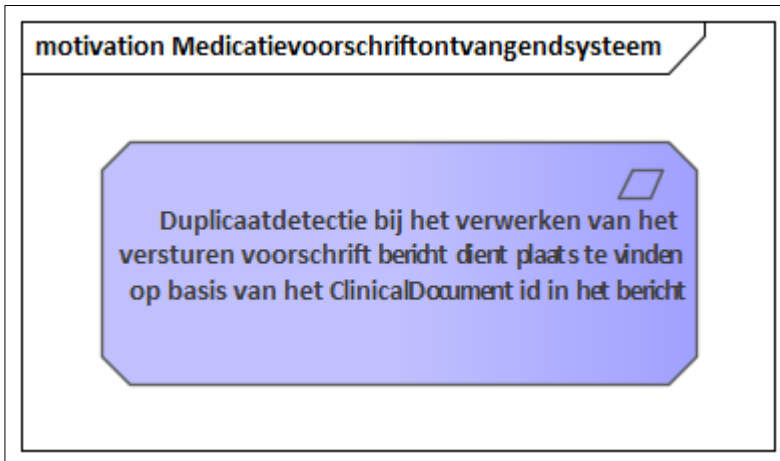 motivation Medicatievoorschriftontvangendsysteem
Duplicaatdetectie bij het verwerken van het
versturen voorschrift bericht dient plaats te vinden
op basis van het ClinicalDocument id in het bericht